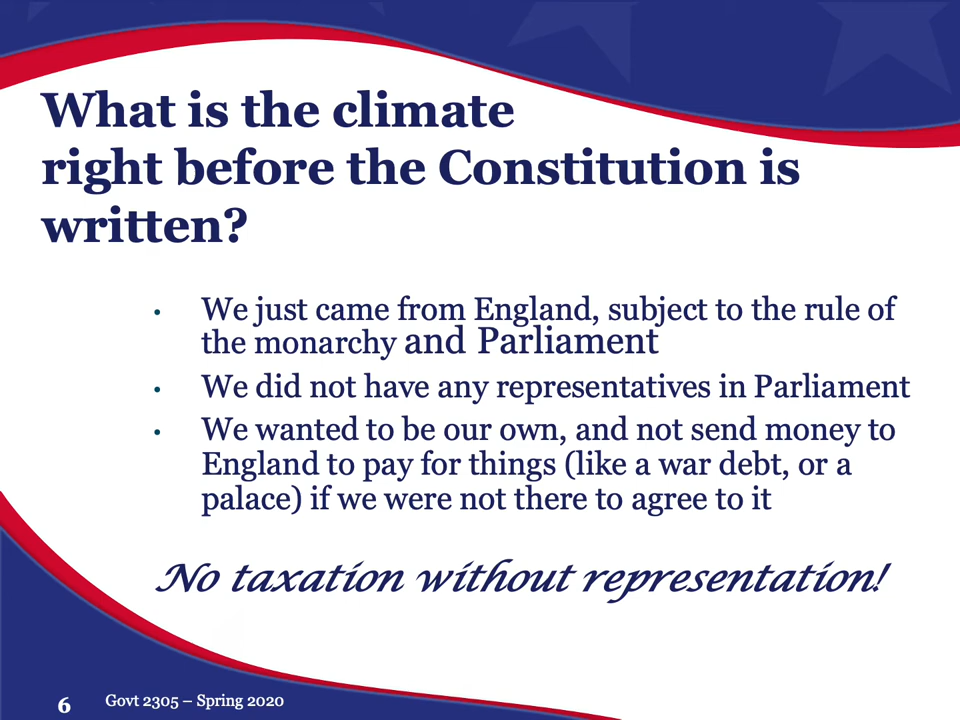 What is the climate
right before the Constitution is
written?
• We just came from England, subject to the rule of
the monarchy and Parliament
• We did not have any representatives in Parliament
• We wanted to be our own, and not send money to
England to pay for things (like a war debt, or a
palace) if we were not there to agree to it
No taxation without representation!
6 Govt 2305 – Spring 2020